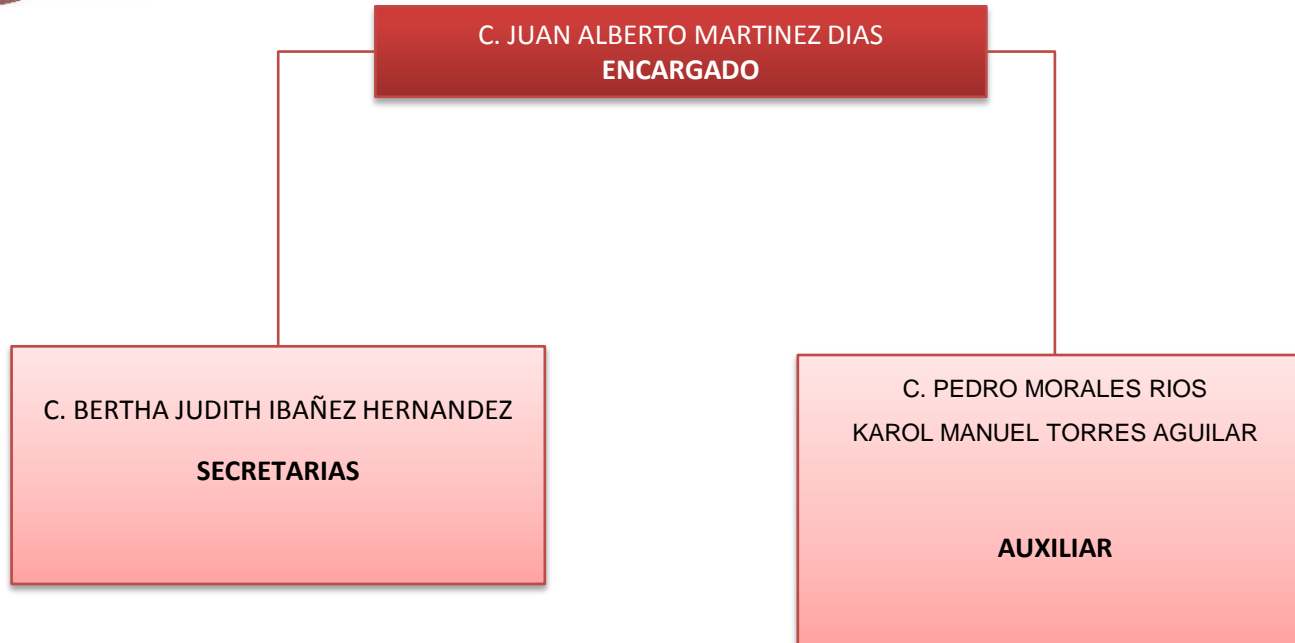 C. JUAN ALBERTO MARTINEZ DIAS
ENCARGADO
C. BERTHA JUDITH IBAÑEZ HERNANDEZ
SECRETARIAS
C. PEDRO MORALES RIOS
KAROL MANUEL TORRES AGUILAR
AUXILIAR